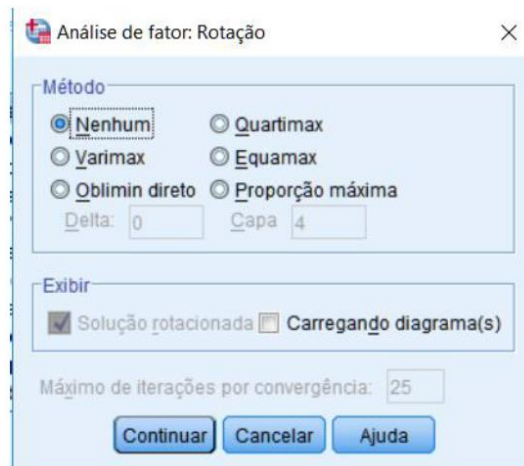 Análise de fator: Rotação
Método
Nenhum
Quartimax
Varimax
Equamax
Oblimin direto
Proporção máxima
Delta: 0
Capa 4
Exibir
Solução rotacionada
Carregando diagrama(s)
Máximo de iterações por convergência: 25
Continuar
Cancelar
Ajuda